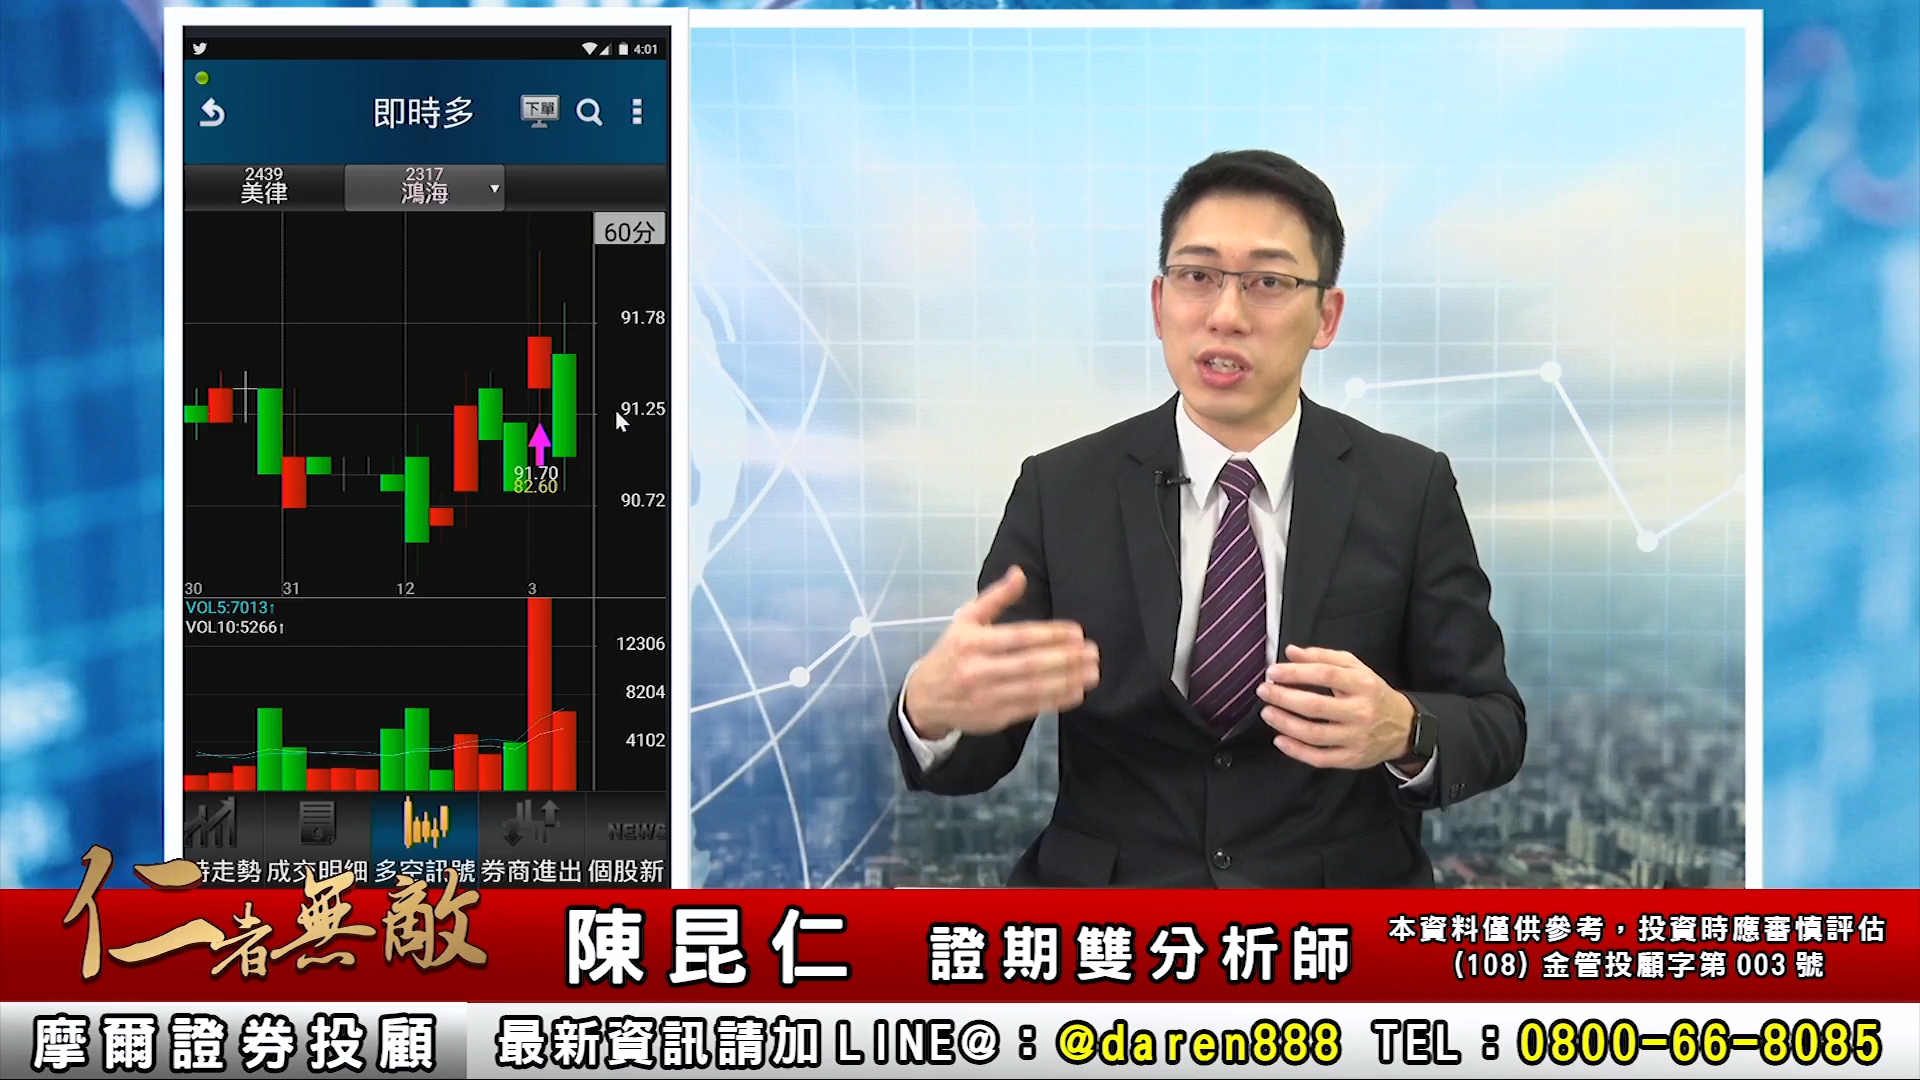 4:01
即時多
下單
2439
美律
2317
鴻海
60分
91.78
91.25
90.72
91.70
82.60
30 31 12 3
VOL5:7013↑
VOL10:5266↑
12306
8204
4102
NEWS
時走勢 成交明細 多空訊號 券商進出 個股新
仁者無敵
陳昆仁 證期雙分析師
本資料僅供參考，投資時應審慎評估
(108) 金管投顧字第 003 號
摩爾證券投顧
最新資訊請加LINE@：@daren888 TEL：0800-66-8085